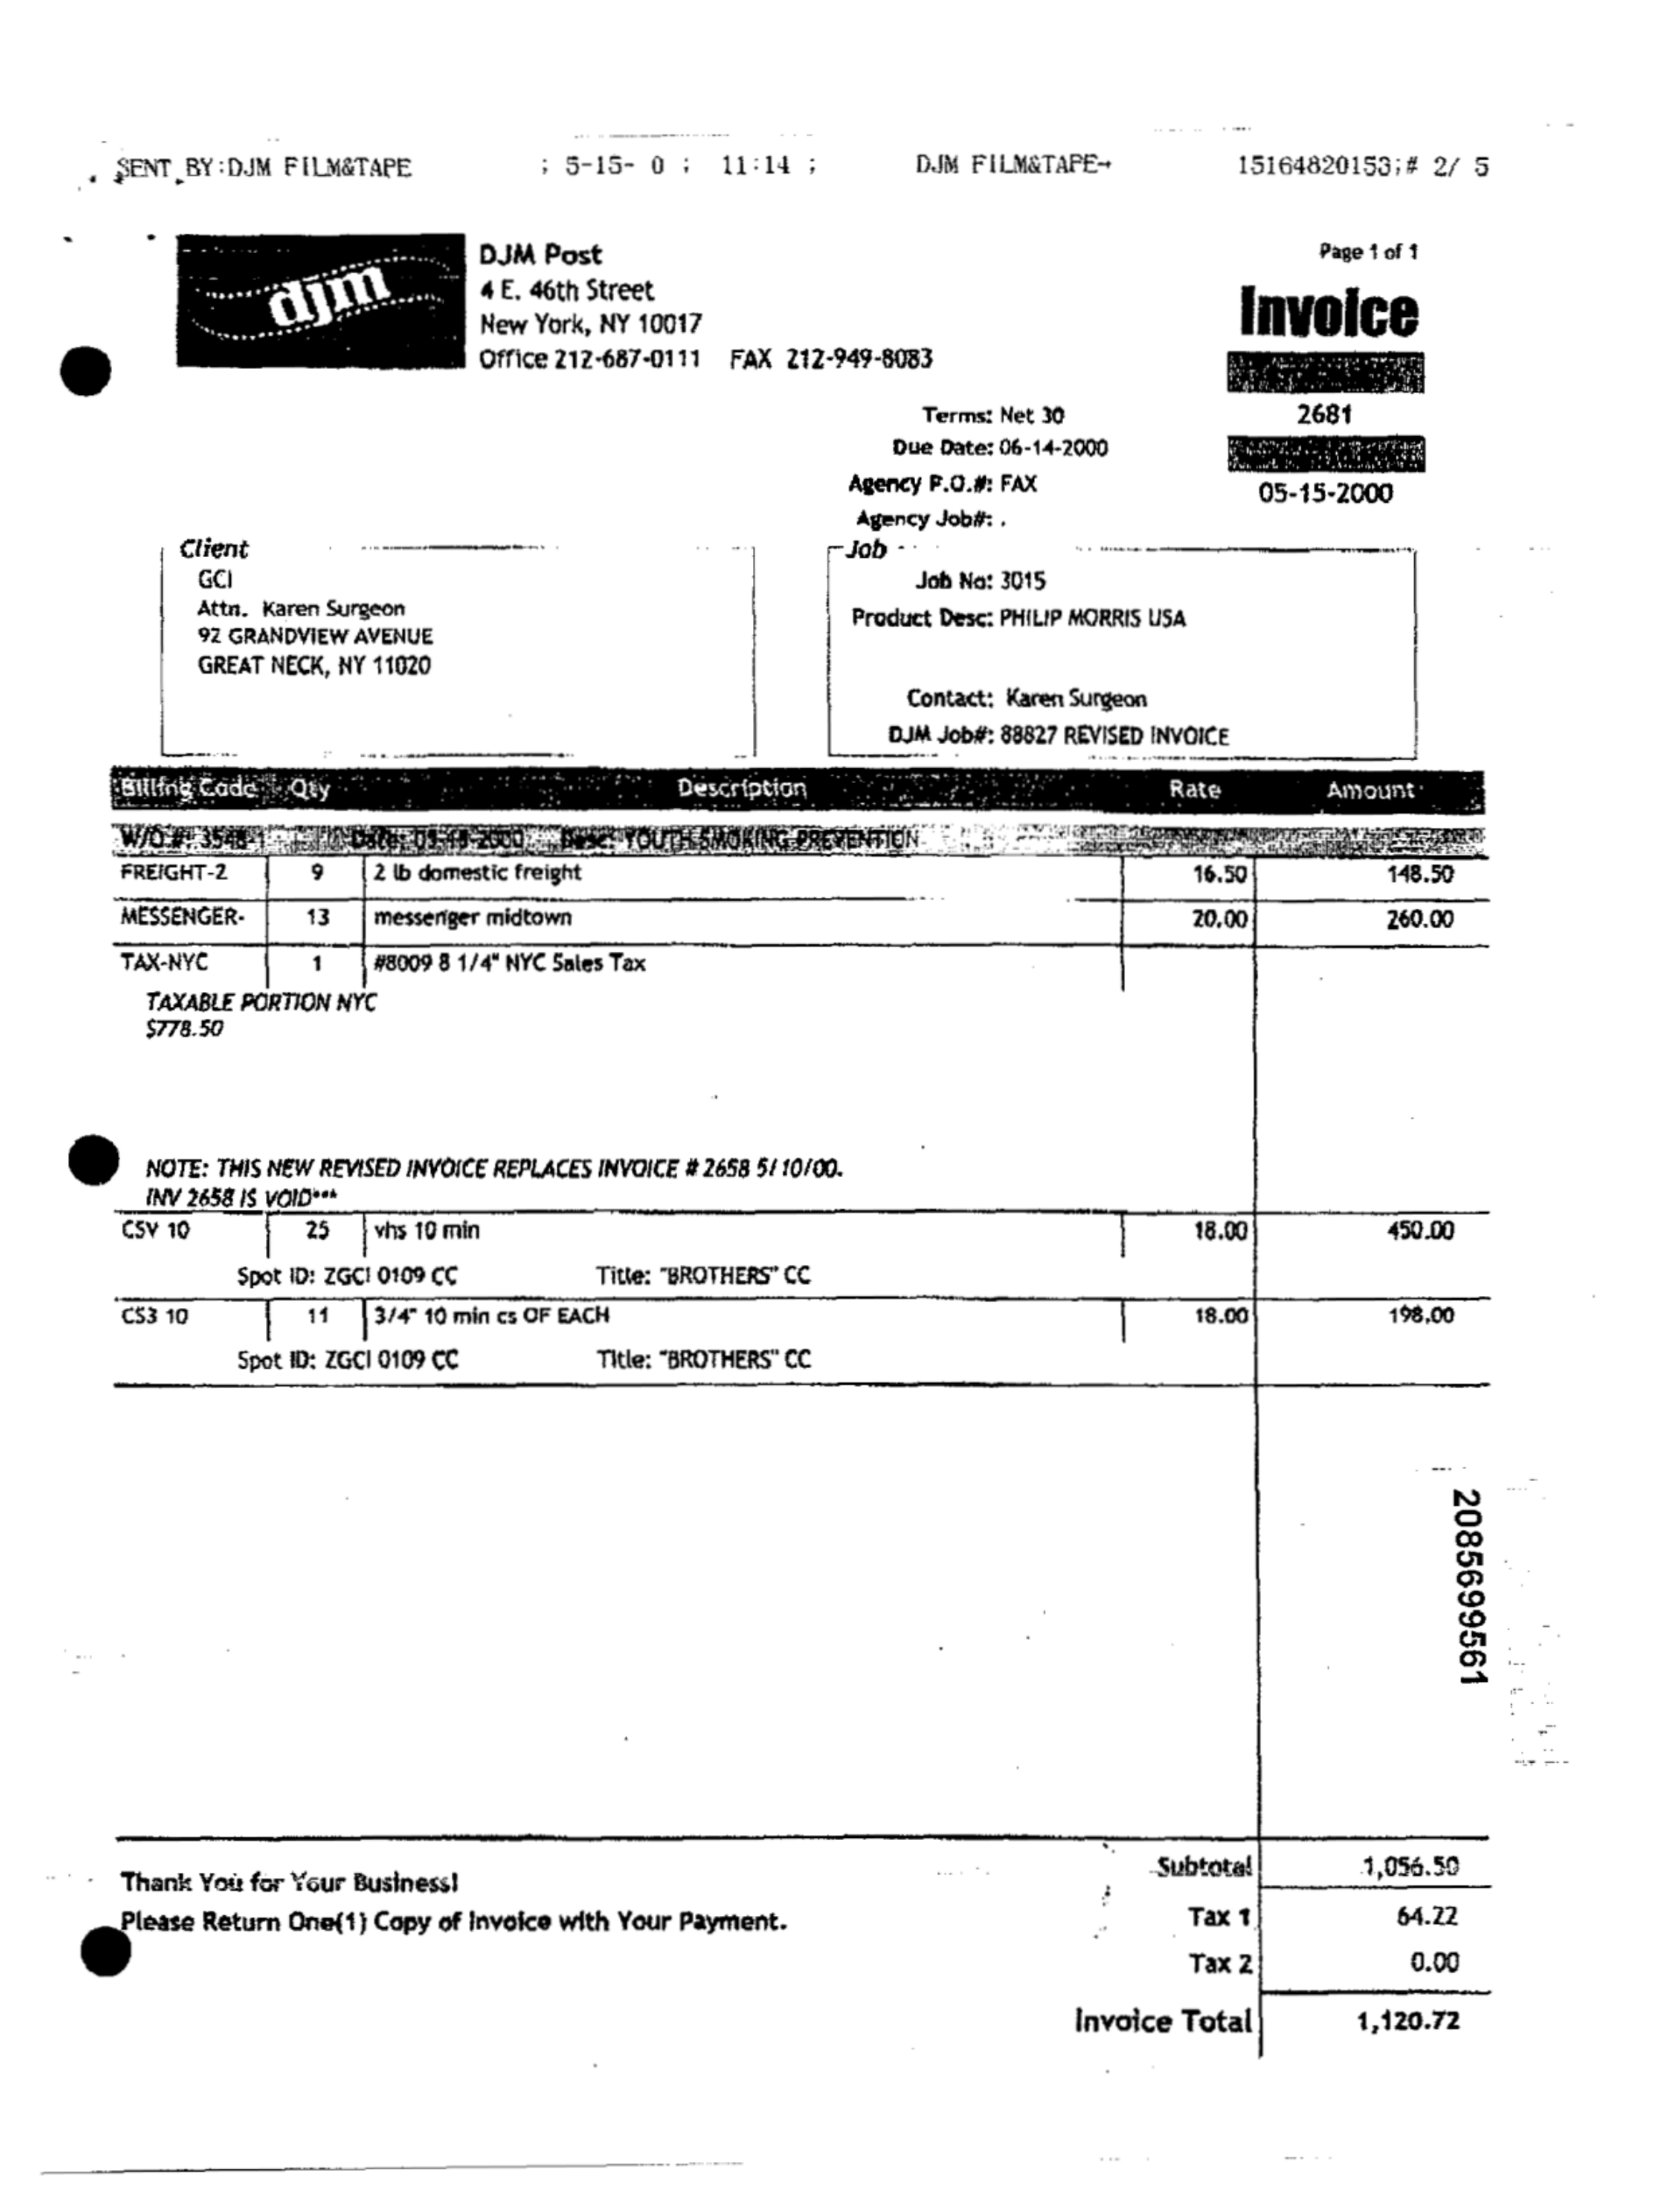 SENT BY:DJM FILM&TAPE ; 5-15- 0 ; 11:14 ; DJM FILM&TAPE→ 15164820153;# 2/ 5
djm
DJM Post
4 E. 46th Street
New York, NY 10017
Office 212-687-0111 FAX 212-949-8083
Page 1 of 1
Invoice
2681
05-15-2000
Terms: Net 30
Due Date: 06-14-2000
Agency P.O.#: FAX
Agency Job#: .
Client
GCI
Attn. Karen Surgeon
92 GRANDVIEW AVENUE
GREAT NECK, NY 11020
Job
Job No: 3015
Product Desc: PHILIP MORRIS USA
Contact: Karen Surgeon
DJM Job#: 88827 REVISED INVOICE
Billing Code Qty Description Rate Amount
W/O #: 3548-1 Date: Desc: YOUTH SMOKING PREVENTION
FREIGHT-2 9 2 lb domestic freight 16.50 148.50
MESSENGER- 13 messenger midtown 20.00 260.00
TAX-NYC 1 #8009 8 1/4" NYC Sales Tax
TAXABLE PORTION NYC
$778.50
NOTE: THIS NEW REVISED INVOICE REPLACES INVOICE # 2658 5/10/00.
INV 2658 IS VOID***
CSV 10 25 vhs 10 min 18.00 450.00
Spot ID: ZGCI 0109 CC Title: "BROTHERS" CC
CS3 10 11 3/4" 10 min cs OF EACH 18.00 198.00
Spot ID: ZGCI 0109 CC Title: "BROTHERS" CC
2085699561
Thank You for Your Business!
Please Return One(1) Copy of Invoice with Your Payment.
Subtotal 1,056.50
Tax 1 64.22
Tax 2 0.00
Invoice Total 1,120.72